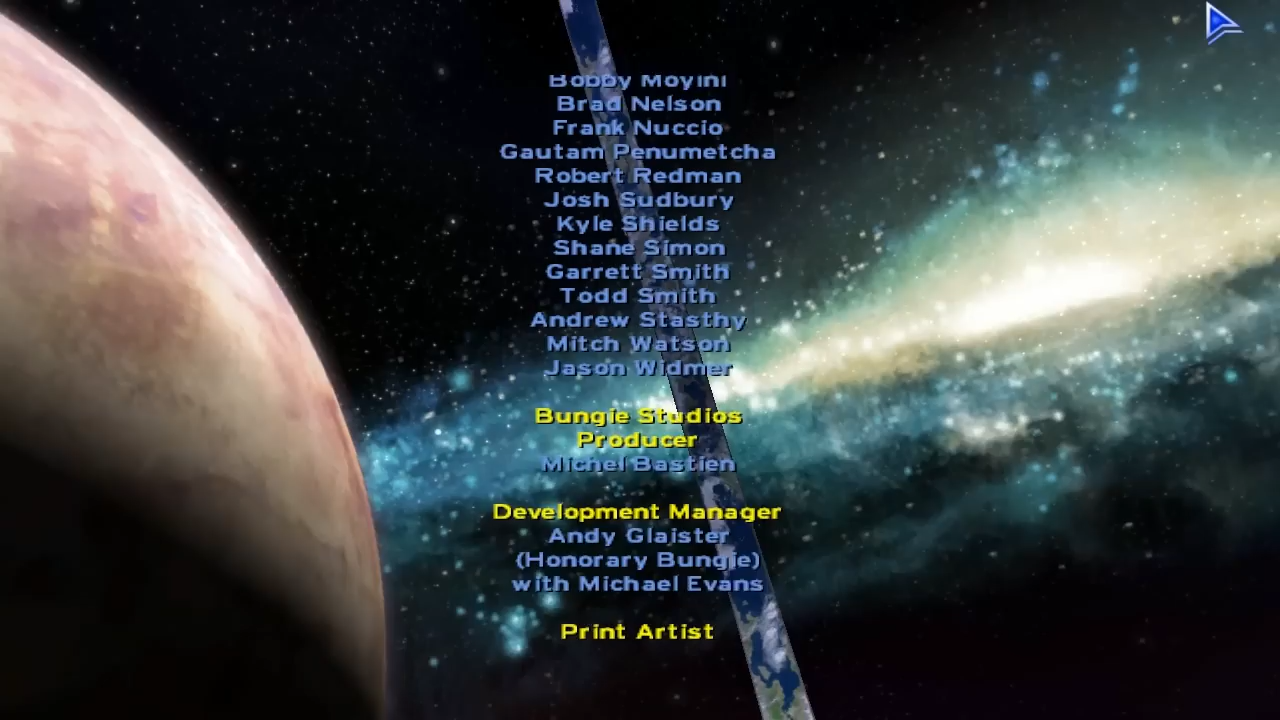 Bobby Moyini
Brad Nelson
Frank Nuccio
Gautam Penumetcha
Robert Redman
Josh Sudbury
Kyle Shields
Shane Simon
Garrett Smith
Todd Smith
Andrew Stasthy
Mitch Watson
Jason Widmer
Bungie Studios
Producer
Michel Bastien
Development Manager
Andy Glaister
(Honorary Bungie)
with Michael Evans
Print Artist